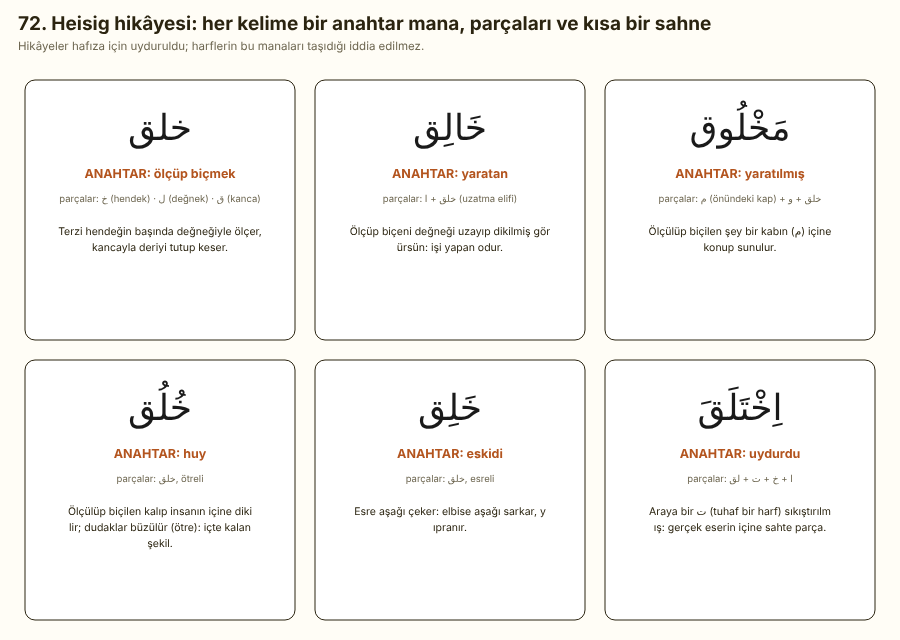 72. Heisig hikâyesi: her kelime bir anahtar mana, parçaları ve kısa bir sahne
Hikâyeler hafıza için uyduruldu; harflerin bu manaları taşıdığı iddia edilmez.
خلق
ANAHTAR: ölçüp biçmek
parçalar: خ (hendek) · ل (değnek) · ق (kanca)
Terzi hendeğin başında değneğiyle ölçer,
kancayla deriyi tutup keser.
خَالِق
ANAHTAR: yaratan
parçalar: خلق + ا (uzatma elifi)
Ölçüp biçeni değneği uzayıp dikilmiş gör
ürsün: işi yapan odur.
مَخْلُوق
ANAHTAR: yaratılmış
parçalar: م (önündeki kap) + خلق + و
Ölçülüp biçilen şey bir kabın (م) içine
konup sunulur.
خُلُق
ANAHTAR: huy
parçalar: خلق, ötreli
Ölçülüp biçilen kalıp insanın içine diki
lir; dudaklar büzülür (ötre): içte kalan
şekil.
خَلِق
ANAHTAR: eskidi
parçalar: خلق, esreli
Esre aşağı çeker: elbise aşağı sarkar, y
ıpranır.
اِخْتَلَقَ
ANAHTAR: uydurdu
parçalar: ا + خ + ت + لق
Araya bir ت (tuhaf bir harf) sıkıştırılm
ış: gerçek eserin içine sahte parça.